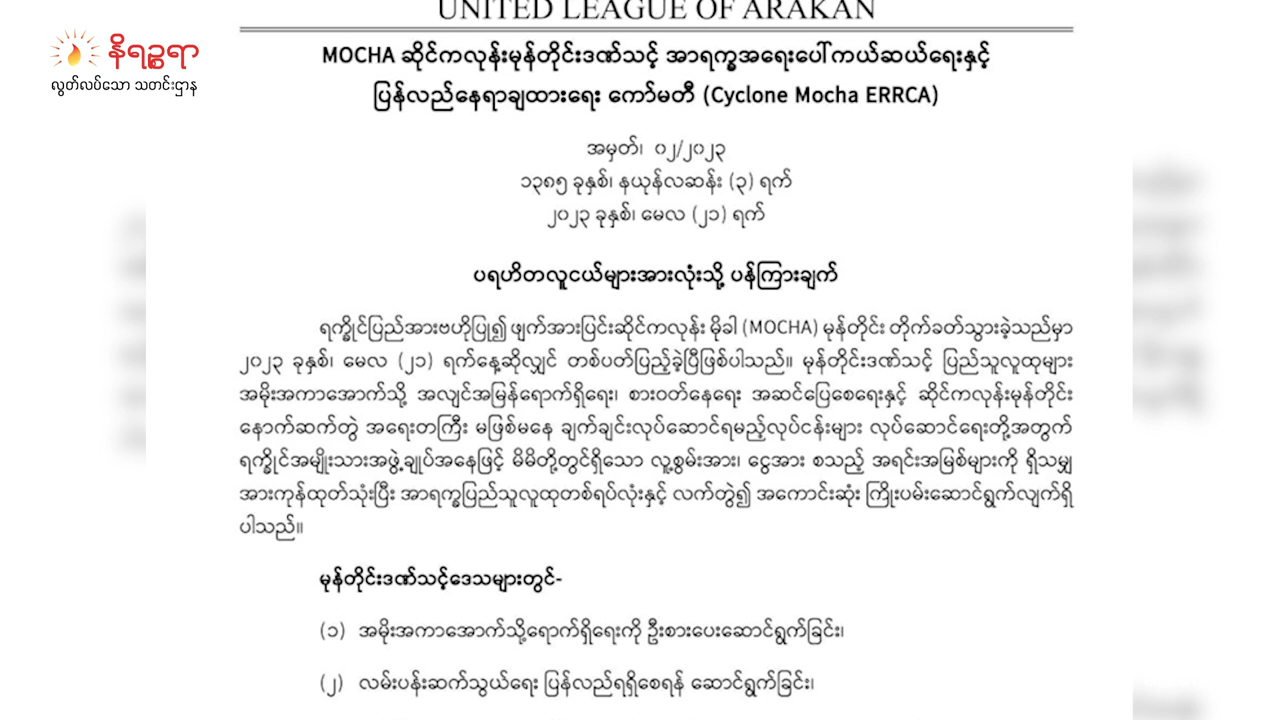 UNITED LEAGUE OF ARAKAN
နိရဉ္စရာ
လွတ်လပ်သော သတင်းဌာန
MOCHA ဆိုင်ကလုန်းမုန်တိုင်းဒဏ်သင့် အာရက္ခအရေးပေါ်ကယ်ဆယ်ရေးနှင့်
ပြန်လည်နေရာချထားရေး ကော်မတီ (Cyclone Mocha ERRCA)
အမှတ်၊ ၀၂/၂၀၂၃
၁၃၈၅ ခုနှစ်၊ နယုန်လဆန်း (၃) ရက်
၂၀၂၃ ခုနှစ်၊ မေလ (၂၁) ရက်
ပရဟိတလူငယ်များအားလုံးသို့ ပန်ကြားချက်
ရက္ခိုင်ပြည်အားဗဟိုပြု၍ ဖျက်အားပြင်းဆိုင်ကလုန်း မိုခါ (MOCHA) မုန်တိုင်း တိုက်ခတ်သွားခဲ့သည်မှာ
၂၀၂၃ ခုနှစ်၊ မေလ (၂၁) ရက်နေ့ဆိုလျှင် တစ်ပတ်ပြည့်ခဲ့ပြီဖြစ်ပါသည်။ မုန်တိုင်းဒဏ်သင့် ပြည်သူလူထုများ
အမိုးအကာအောက်သို့ အလျင်အမြန်ရောက်ရှိရေး၊ စားဝတ်နေရေး အဆင်ပြေစေရေးနှင့် ဆိုင်ကလုန်းမုန်တိုင်း
နောက်ဆက်တွဲ အရေးတကြီး မဖြစ်မနေ ချက်ချင်းလုပ်ဆောင်ရမည့်လုပ်ငန်းများ လုပ်ဆောင်ရေးတို့အတွက်
ရက္ခိုင်အမျိုးသားအဖွဲ့ချုပ်အနေဖြင့် မိမိတို့တွင်ရှိသော လူ့စွမ်းအား၊ ငွေအား စသည့် အရင်းအမြစ်များကို ရှိသမျှ
အားကုန်ထုတ်သုံးပြီး အာရက္ခပြည်သူလူထုတစ်ရပ်လုံးနှင့် လက်တွဲ၍ အကောင်းဆုံး ကြိုးပမ်းဆောင်ရွက်လျက်ရှိ
ပါသည်။
မုန်တိုင်းဒဏ်သင့်ဒေသများတွင်-
(၁) အမိုးအကာအောက်သို့ရောက်ရှိရေးကို ဦးစားပေးဆောင်ရွက်ခြင်း၊
(၂) လမ်းပန်းဆက်သွယ်ရေး ပြန်လည်ရရှိစေရန် ဆောင်ရွက်ခြင်း၊